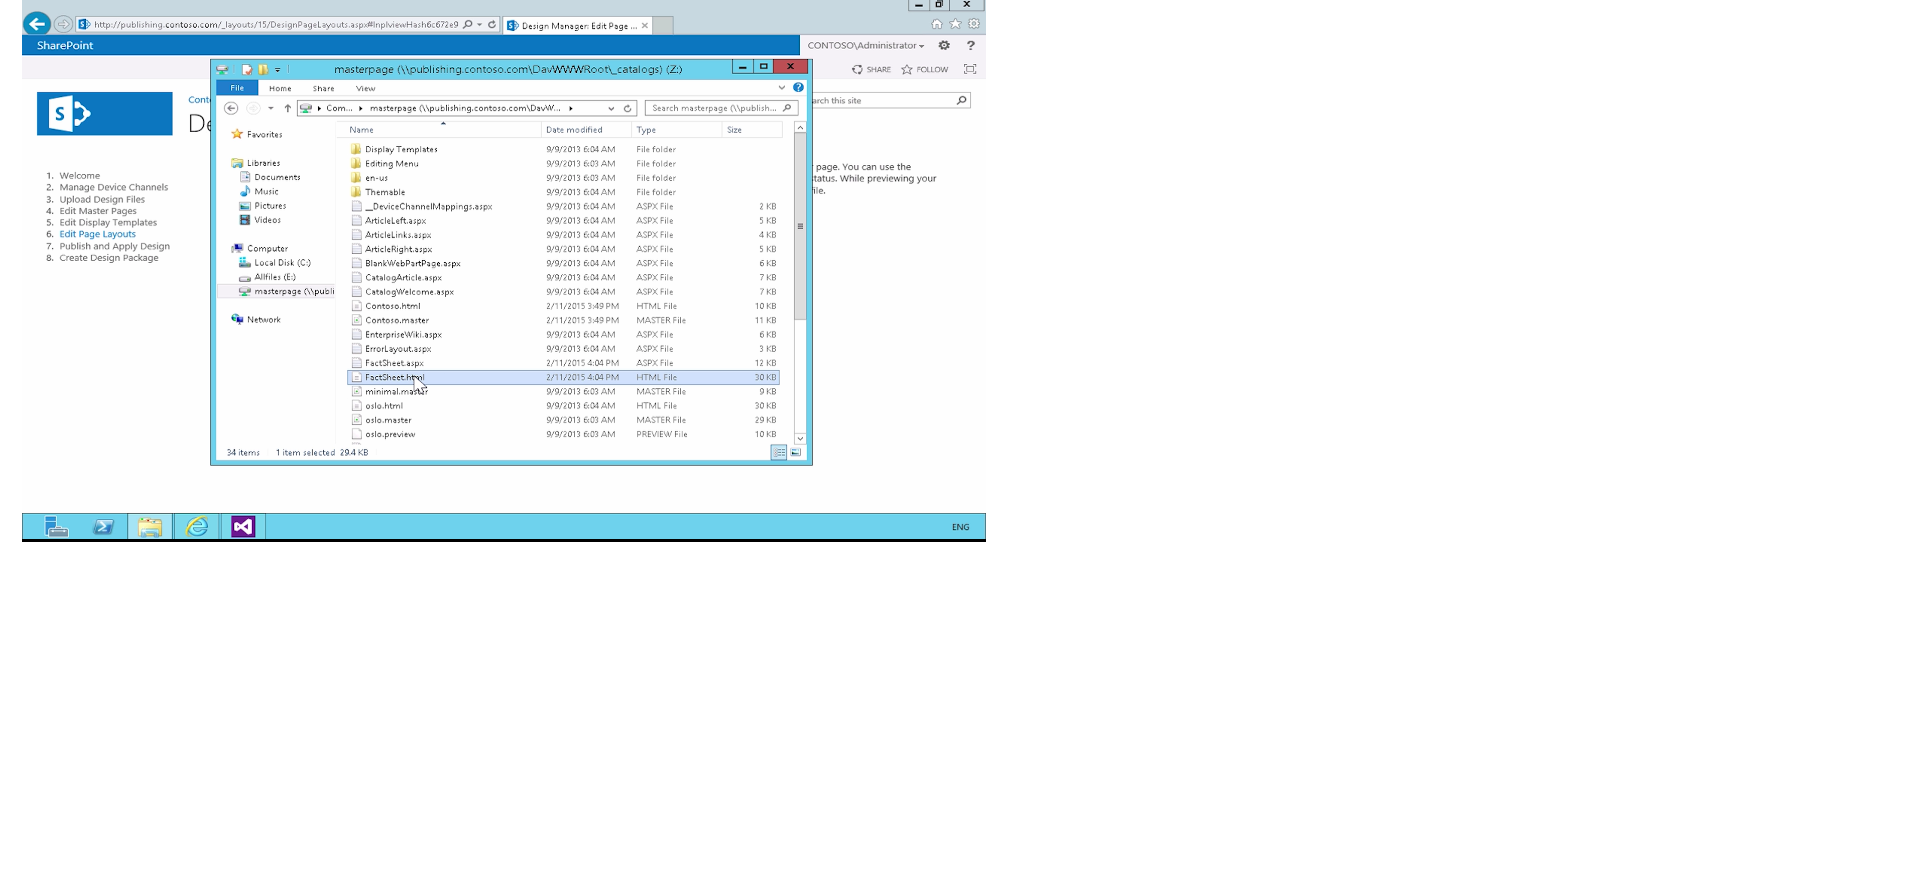 http://publishing.contoso.com/_layouts/15/DesignPageLayouts.aspx#InplviewHash6c672e9
Design Manager: Edit Page ...
SharePoint
CONTOSO\Administrator
SHARE
FOLLOW
masterpage (\\publishing.contoso.com\DavWWWRoot\_catalogs) (Z:)
File Home Share View
Com... masterpage (\\publishing.contoso.com\DavW...
Search masterpage (\\publish...
arch this site
Cont
De
Name Date modified Type Size
Favorites
Libraries
Documents
Music
Pictures
Videos
Computer
Local Disk (C:)
Allfiles (E:)
masterpage (\\publi
Network
Display Templates 9/9/2013 6:04 AM File folder
Editing Menu 9/9/2013 6:03 AM File folder
en-us 9/9/2013 6:03 AM File folder
Themable 9/9/2013 6:04 AM File folder
__DeviceChannelMappings.aspx 9/9/2013 6:04 AM ASPX File 2 KB
ArticleLeft.aspx 9/9/2013 6:04 AM ASPX File 5 KB
ArticleLinks.aspx 9/9/2013 6:04 AM ASPX File 4 KB
ArticleRight.aspx 9/9/2013 6:04 AM ASPX File 5 KB
BlankWebPartPage.aspx 9/9/2013 6:04 AM ASPX File 6 KB
CatalogArticle.aspx 9/9/2013 6:04 AM ASPX File 7 KB
CatalogWelcome.aspx 9/9/2013 6:04 AM ASPX File 7 KB
Contoso.html 2/11/2015 3:49 PM HTML File 10 KB
Contoso.master 2/11/2015 3:49 PM MASTER File 11 KB
EnterpriseWiki.aspx 9/9/2013 6:04 AM ASPX File 6 KB
ErrorLayout.aspx 9/9/2013 6:04 AM ASPX File 3 KB
FactSheet.aspx 2/11/2015 4:04 PM ASPX File 12 KB
FactSheet.html 2/11/2015 4:04 PM HTML File 30 KB
minimal.master 9/9/2013 6:03 AM MASTER File 9 KB
oslo.html 9/9/2013 6:04 AM HTML File 30 KB
oslo.master 9/9/2013 6:03 AM MASTER File 29 KB
oslo.preview 9/9/2013 6:03 AM PREVIEW File 10 KB
34 items 1 item selected 29.4 KB
1. Welcome
2. Manage Device Channels
3. Upload Design Files
4. Edit Master Pages
5. Edit Display Templates
6. Edit Page Layouts
7. Publish and Apply Design
8. Create Design Package
page. You can use the
tatus. While previewing your
file.
ENG